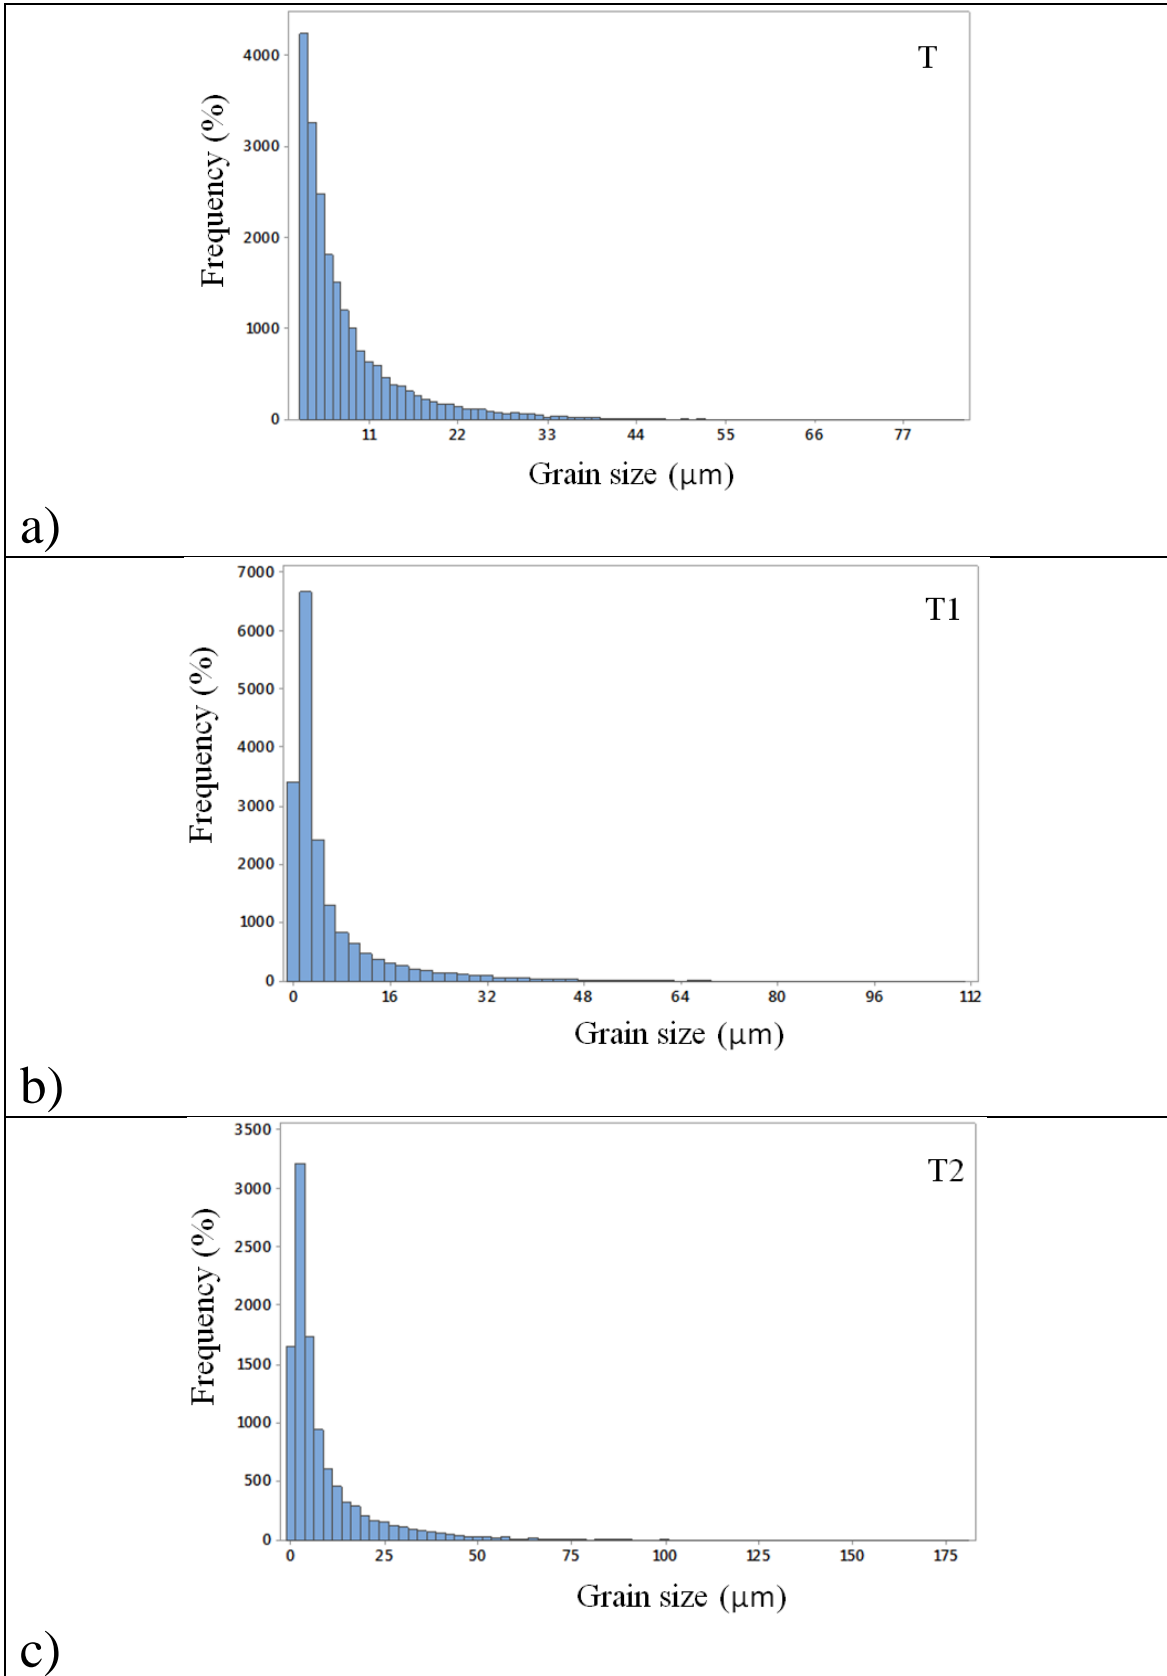 T
4000
3000
2000
1000
0
Frequency (%)
11 22 33 44 55 66 77
Grain size (μm)
a)
T1
7000
6000
5000
4000
3000
2000
1000
0
Frequency (%)
0 16 32 48 64 80 96 112
Grain size (μm)
b)
T2
3500
3000
2500
2000
1500
1000
500
0
Frequency (%)
0 25 50 75 100 125 150 175
Grain size (μm)
c)